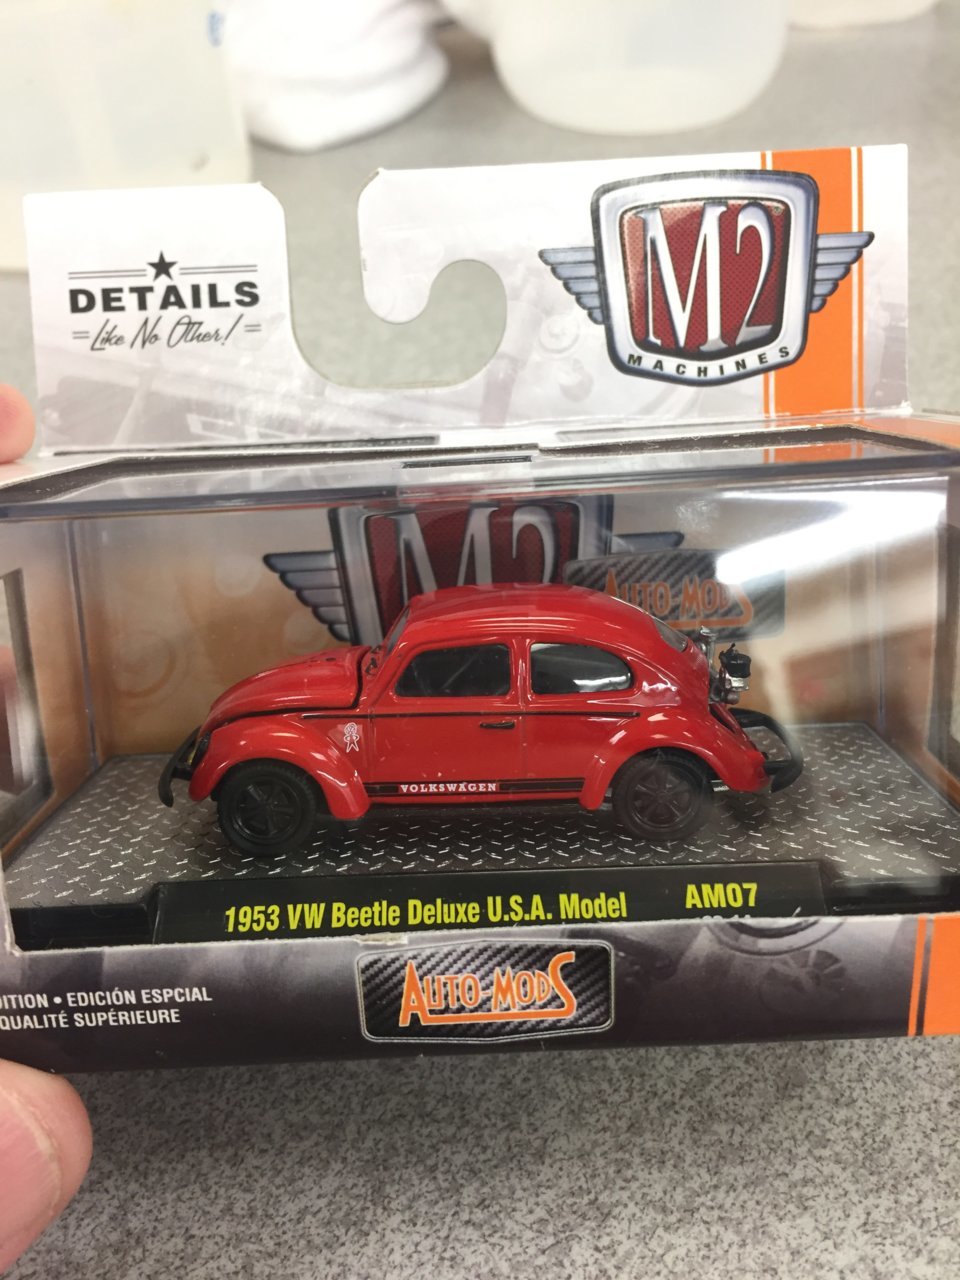 DETAILS
Like No Other!
M2
MACHINES
M2
AUTO-MODS
VOLKSWAGEN
1953 VW Beetle Deluxe U.S.A. Model AM07
DITION • EDICIÓN ESPCIAL
QUALITÉ SUPÉRIEURE
AUTO-MODS